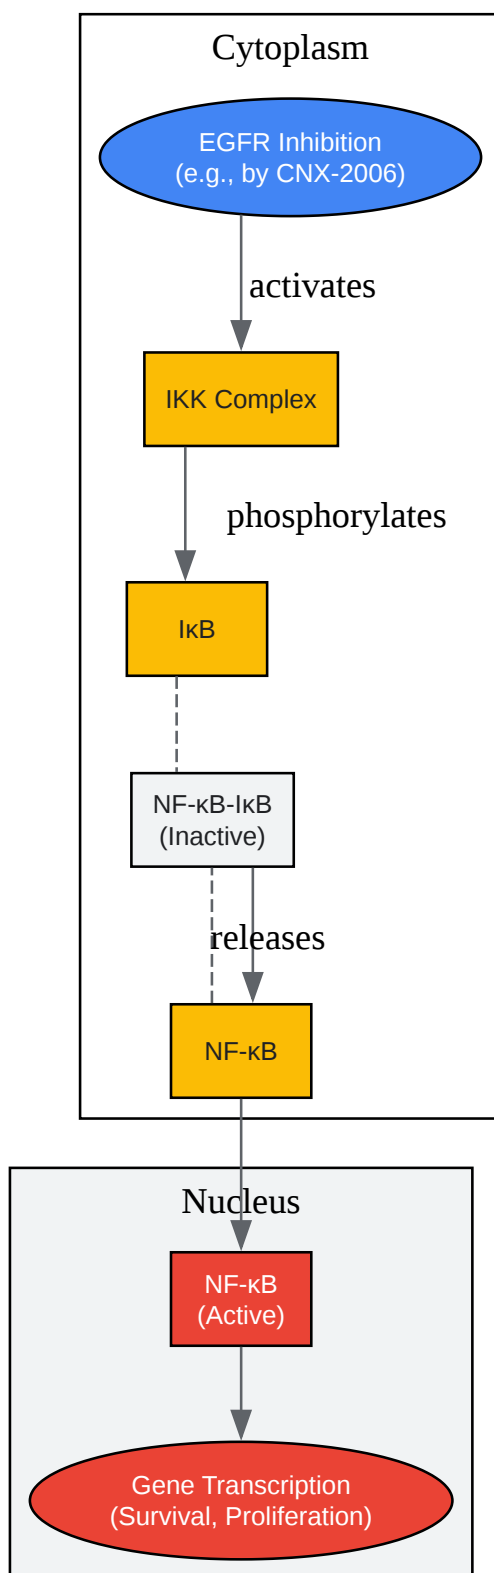 Cytoplasm
EGFR Inhibition
(e.g., by CNX-2006)
activates
IKK Complex
phosphorylates
IκB
NF-κB-IκB
(Inactive)
releases
NF-κB
Nucleus
NF-κB
(Active)
Gene Transcription
(Survival, Proliferation)